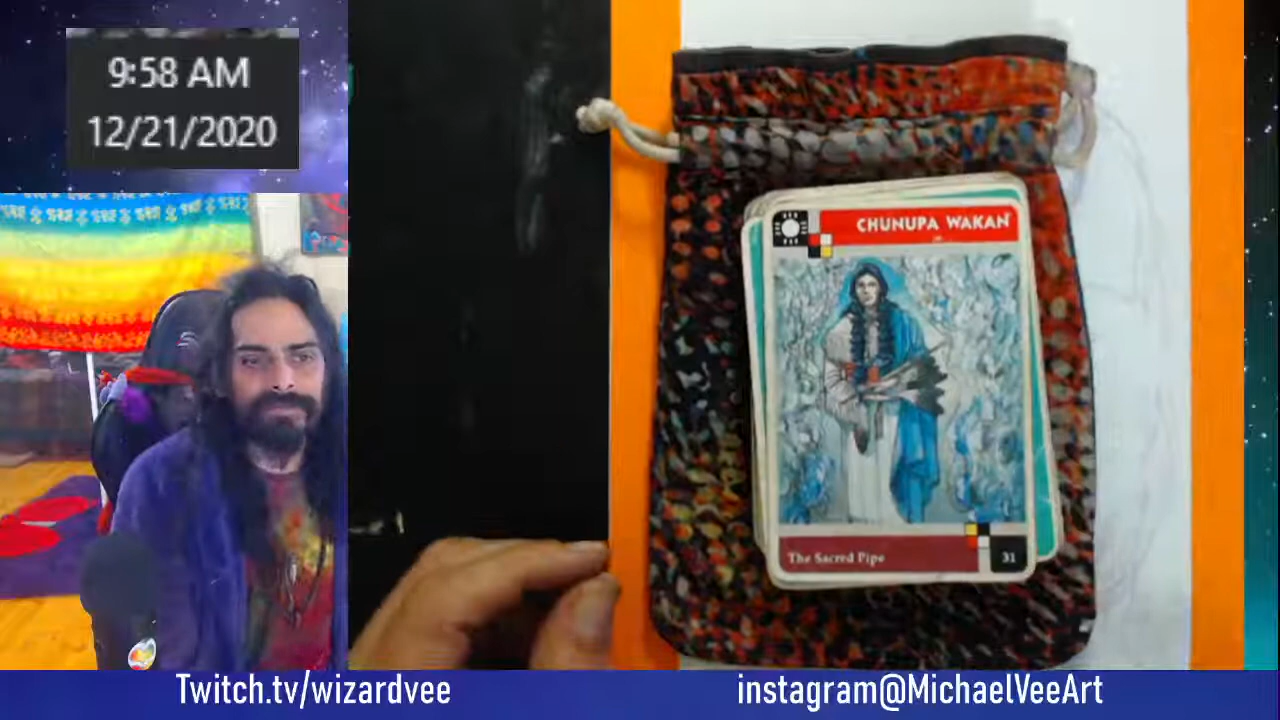 9:58 AM
12/21/2020
CHUNUPA WAKAN
The Sacred Pipe
31
Twitch.tv/wizardvee
instagram@MichaelVeeArt